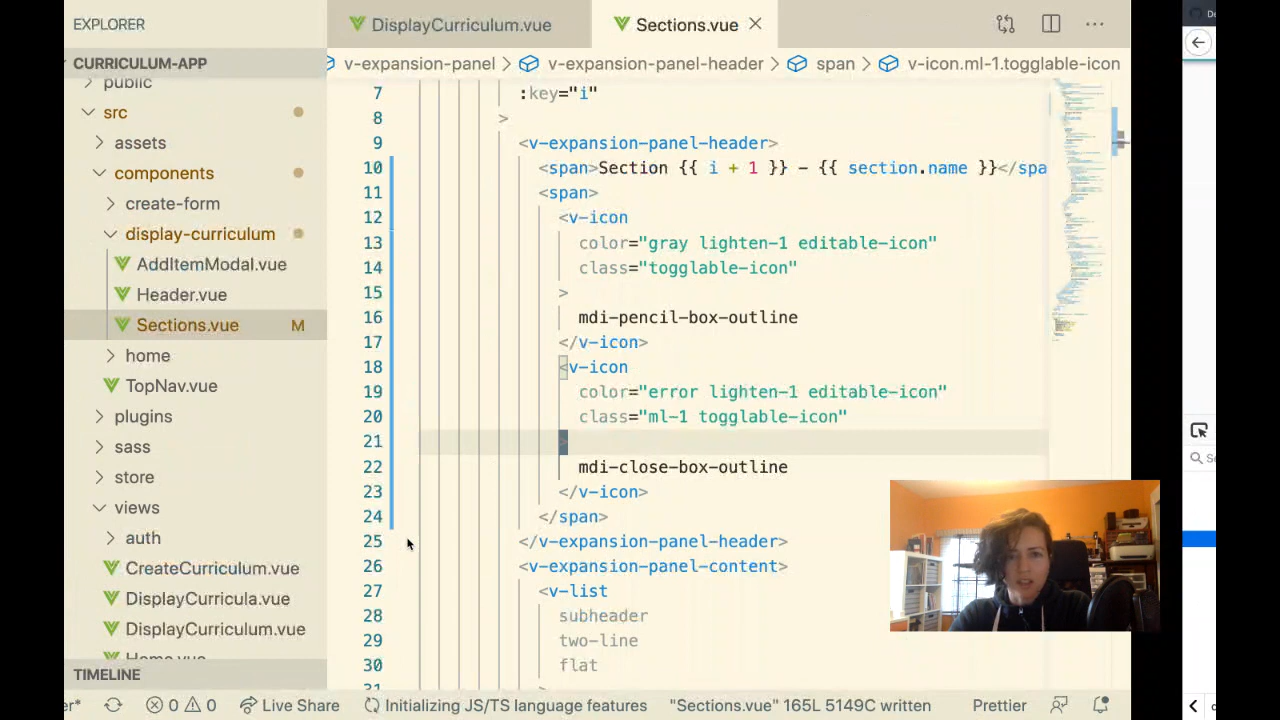 EXPLORER
CURRICULUM-APP
public
src
assets
components
create-form
display-curriculum
AddItemModal.vue
Header.vue
Sections.vue M
home
TopNav.vue
plugins
sass
store
views
auth
CreateCurriculum.vue
DisplayCurricula.vue
DisplayCurriculum.vue
Home.vue
TIMELINE
DisplayCurriculum.vue Sections.vue
v-expansion-panel > v-expansion-panel-header > span > v-icon.ml-1.togglable-icon
7 :key="i"
8 >
9 <v-expansion-panel-header>
10 <span>Section {{ i + 1 }} – {{ section.name }}</spa
11 <span>
12 <v-icon
13 color="gray lighten-1 editable-icon"
14 class="togglable-icon"
15 >
16 mdi-pencil-box-outline
17 </v-icon>
18 <v-icon
19 color="error lighten-1 editable-icon"
20 class="ml-1 togglable-icon"
21 >
22 mdi-close-box-outline
23 </v-icon>
24 </span>
25 </v-expansion-panel-header>
26 <v-expansion-panel-content>
27 <v-list
28 subheader
29 two-line
30 flat
31 >
er* 0 0 Live Share Initializing JS/TS language features "Sections.vue" 165L 5149C written Prettier